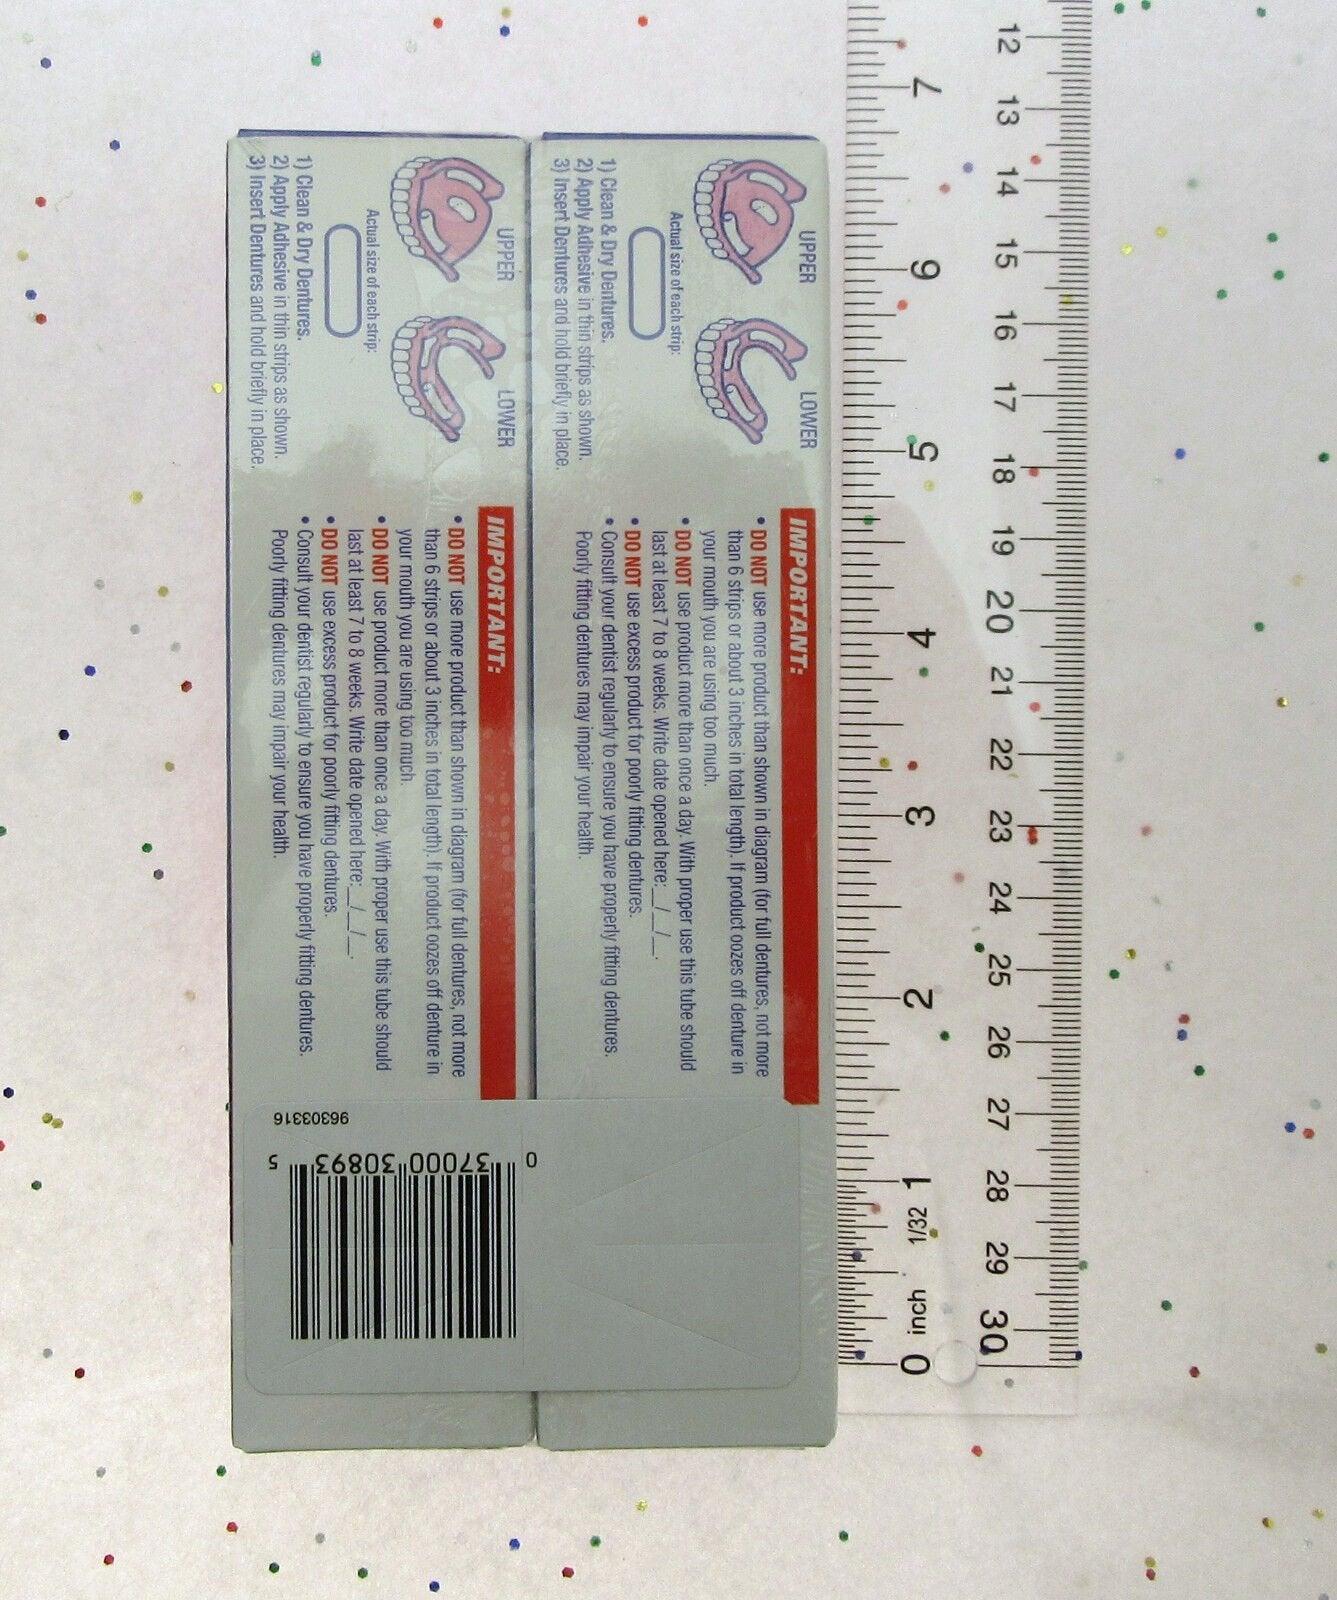 UPPER
LOWER
Actual size of each strip:
1) Clean & Dry Dentures.
2) Apply Adhesive in thin strips as shown.
3) Insert Dentures and hold briefly in place.
IMPORTANT:
• DO NOT use more product than shown in diagram (for full dentures, not more
than 6 strips or about 3 inches in total length). If product oozes off denture in
your mouth you are using too much.
• DO NOT use product more than once a day. With proper use this tube should
last at least 7 to 8 weeks. Write date opened here:__/__/__.
• DO NOT use excess product for poorly fitting dentures.
• Consult your dentist regularly to ensure you have properly fitting dentures.
Poorly fitting dentures may impair your health.
UPPER
LOWER
Actual size of each strip:
1) Clean & Dry Dentures.
2) Apply Adhesive in thin strips as shown.
3) Insert Dentures and hold briefly in place.
IMPORTANT:
• DO NOT use more product than shown in diagram (for full dentures, not more
than 6 strips or about 3 inches in total length). If product oozes off denture in
your mouth you are using too much.
• DO NOT use product more than once a day. With proper use this tube should
last at least 7 to 8 weeks. Write date opened here:__/__/__.
• DO NOT use excess product for poorly fitting dentures.
• Consult your dentist regularly to ensure you have properly fitting dentures.
Poorly fitting dentures may impair your health.
96303316
0 37000 30893 5
12 13 14 15 16 17 18 19 20 21 22 23 24 25 26 27 28 29 30
7 6 5 4 3 2 1 1/32 inch 0